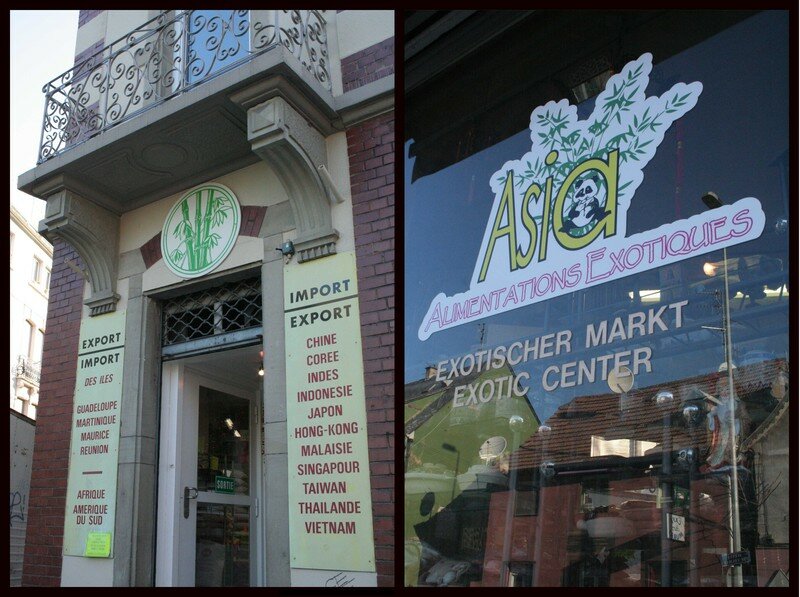 EXPORT
IMPORT
DES ILES
GUADELOUPE
MARTINIQUE
MAURICE
REUNION
AFRIQUE
AMERIQUE
DU SUD
SORTIE
IMPORT
EXPORT
CHINE
COREE
INDES
INDONESIE
JAPON
HONG-KONG
MALAISIE
SINGAPOUR
TAIWAN
THAILANDE
VIETNAM
Asia
ALIMENTATIONS EXOTIQUES
EXOTISCHER MARKT
EXOTIC CENTER